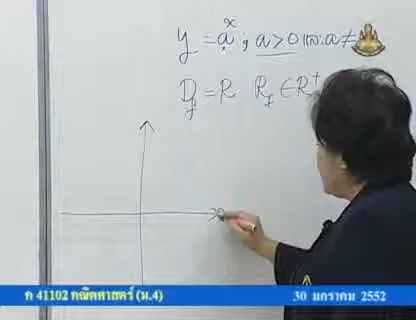 y = aˣ ; a > 0 และ a ≠
D_f = R R_f ∈ R⁺
ค 41102 คณิตศาสตร์ (ม.4) 30 มกราคม 2552